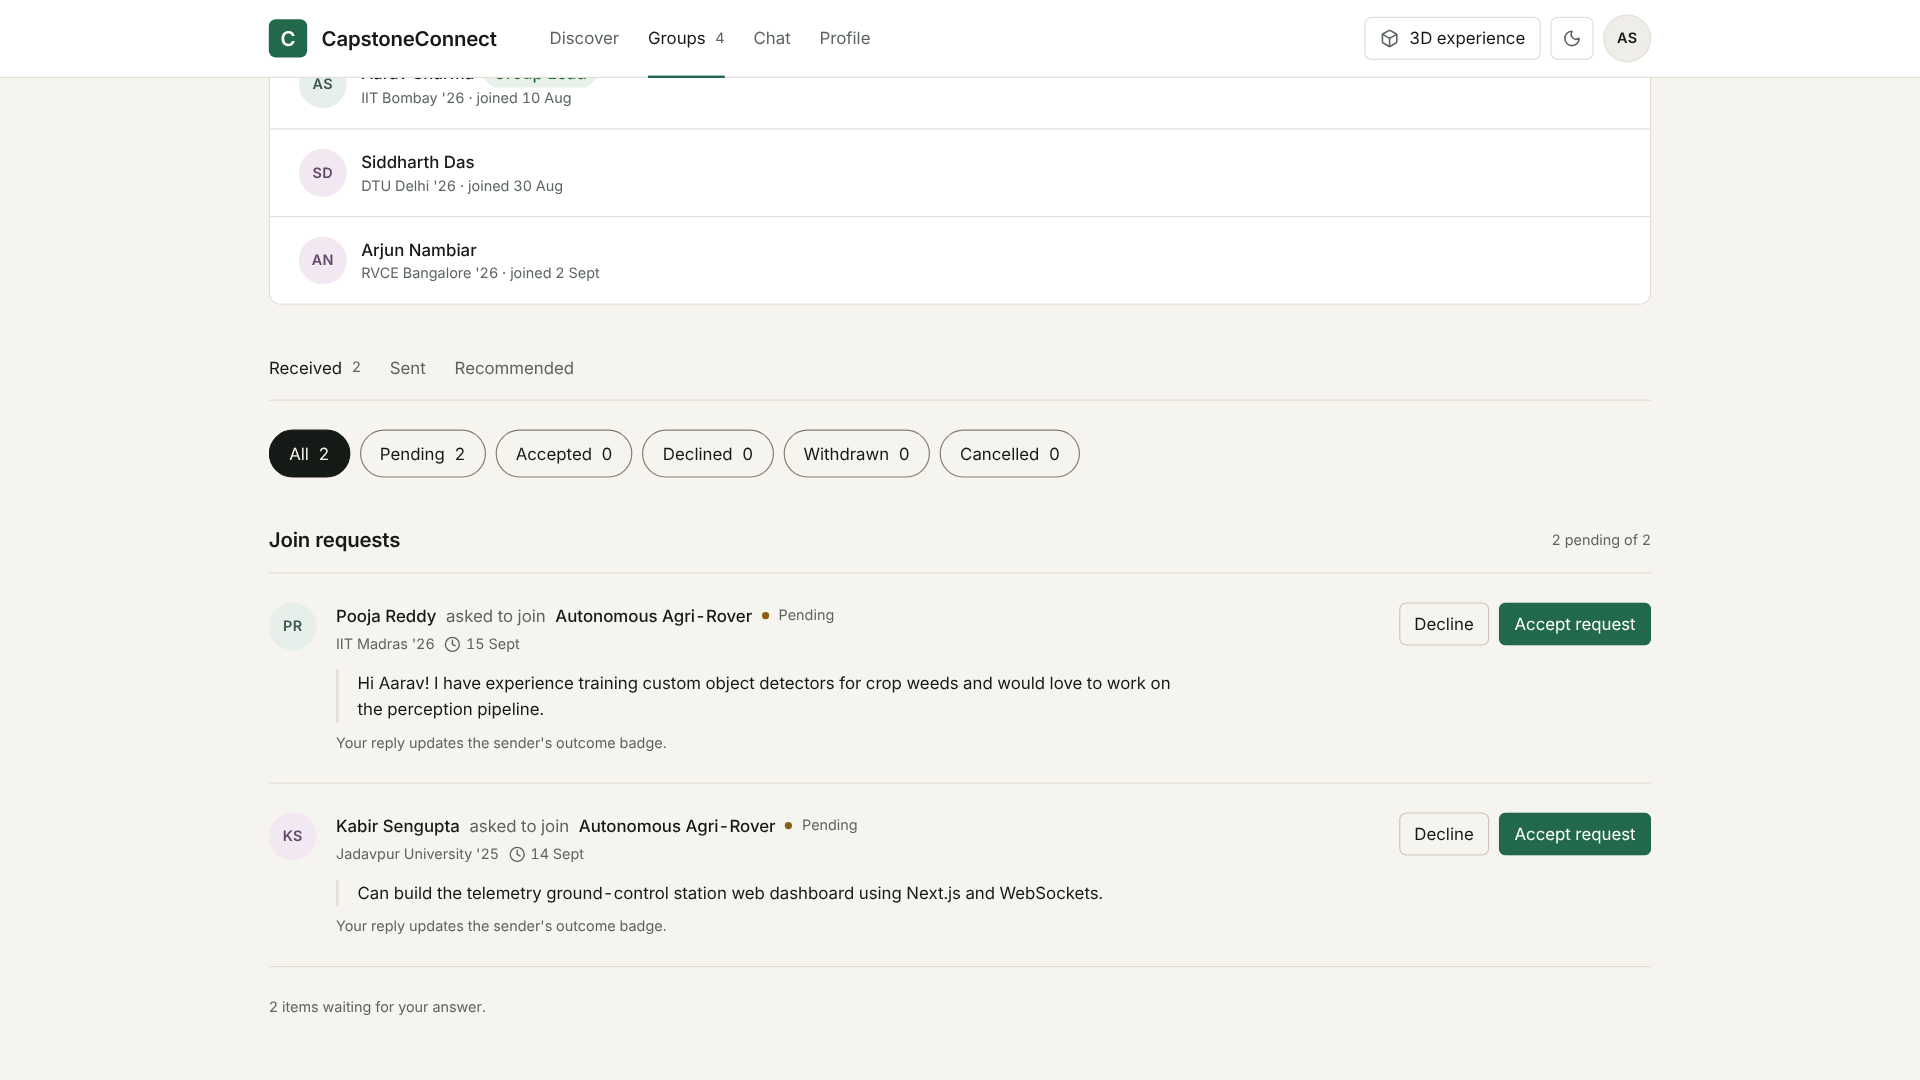 C CapstoneConnect Discover Groups 4 Chat Profile 3D experience AS
AS
IIT Bombay '26 · joined 10 Aug
SD Siddharth Das
DTU Delhi '26 · joined 30 Aug
AN Arjun Nambiar
RVCE Bangalore '26 · joined 2 Sept
Received 2 Sent Recommended
All 2 Pending 2 Accepted 0 Declined 0 Withdrawn 0 Cancelled 0
Join requests 2 pending of 2
PR Pooja Reddy asked to join Autonomous Agri-Rover Pending Decline Accept request
IIT Madras '26 15 Sept
Hi Aarav! I have experience training custom object detectors for crop weeds and would love to work on
the perception pipeline.
Your reply updates the sender's outcome badge.
KS Kabir Sengupta asked to join Autonomous Agri-Rover Pending Decline Accept request
Jadavpur University '25 14 Sept
Can build the telemetry ground-control station web dashboard using Next.js and WebSockets.
Your reply updates the sender's outcome badge.
2 items waiting for your answer.